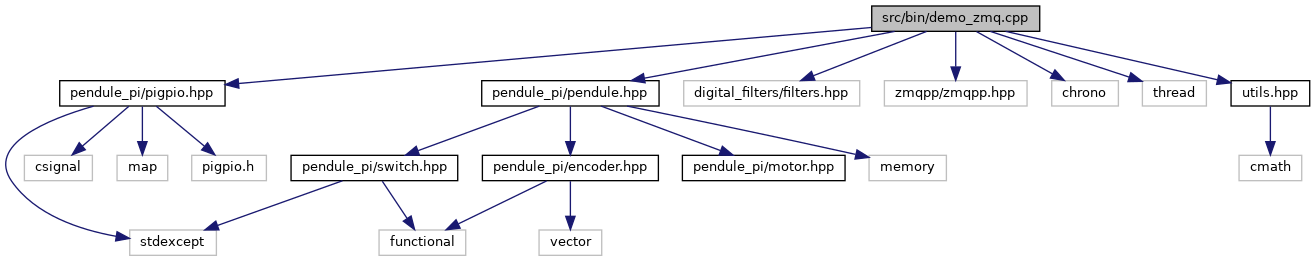 src/bin/demo_zmq.cpp
pendule_pi/pigpio.hpp
pendule_pi/pendule.hpp
digital_filters/filters.hpp
zmqpp/zmqpp.hpp
chrono
thread
utils.hpp
csignal
map
pigpio.h
pendule_pi/switch.hpp
pendule_pi/encoder.hpp
pendule_pi/motor.hpp
memory
cmath
stdexcept
functional
vector